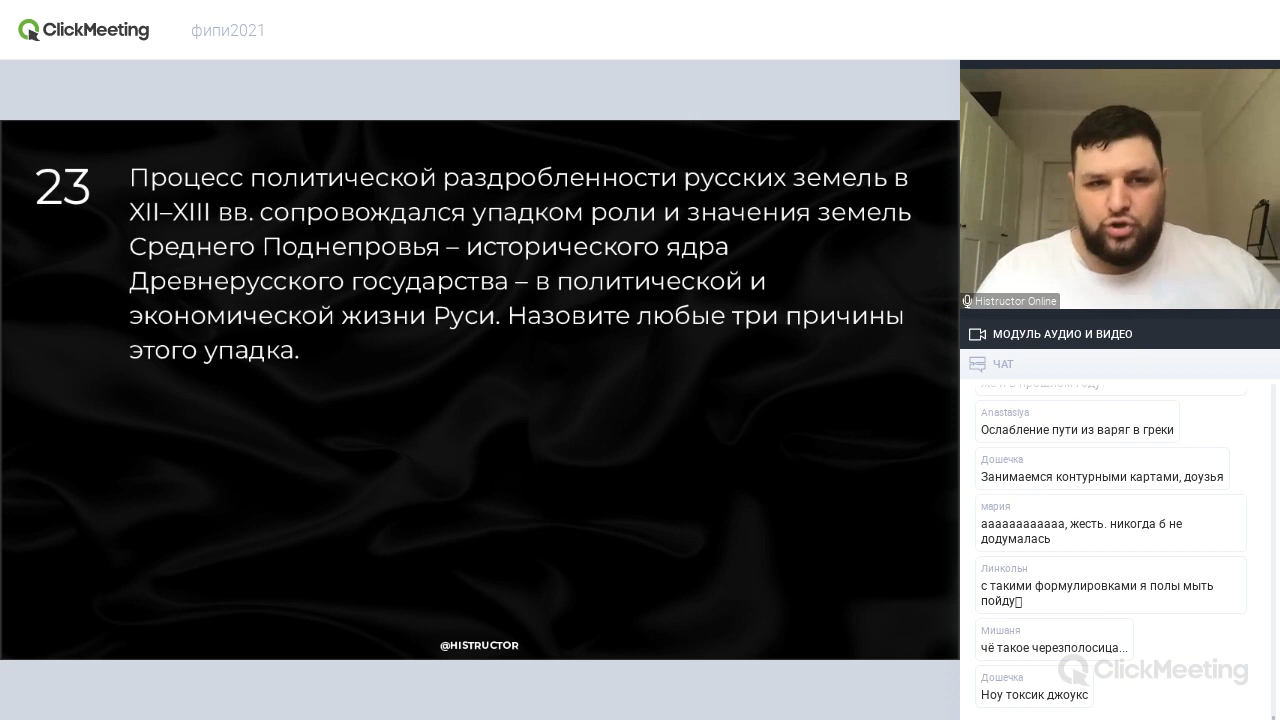 ClickMeeting
фипи2021
23
Процесс политической раздробленности русских земель в
XII–XIII вв. сопровождался упадком роли и значения земель
Среднего Поднепровья – исторического ядра
Древнерусского государства – в политической и
экономической жизни Руси. Назовите любые три причины
этого упадка.
@HISTRUCTOR
Histructor Online
МОДУЛЬ АУДИО И ВИДЕО
ЧАТ
Anastasiya
Ослабление пути из варяг в греки
Дошечка
Занимаемся контурными картами, доузья
мария
аааааааааааа, жесть. никогда б не
додумалась
Линкольн
с такими формулировками я полы мыть
пойду
Мишаня
чё такое черезполосица...
Дошечка
Ноу токсик джоукс
ClickMeeting